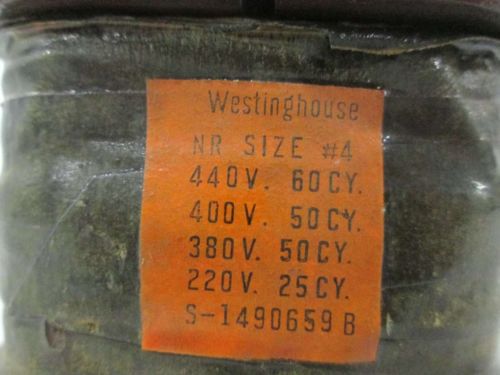 Westinghouse
NR SIZE #4
440V. 60CY.
400V. 50CY.
380V. 50CY.
220V. 25CY.
S-1490659 B